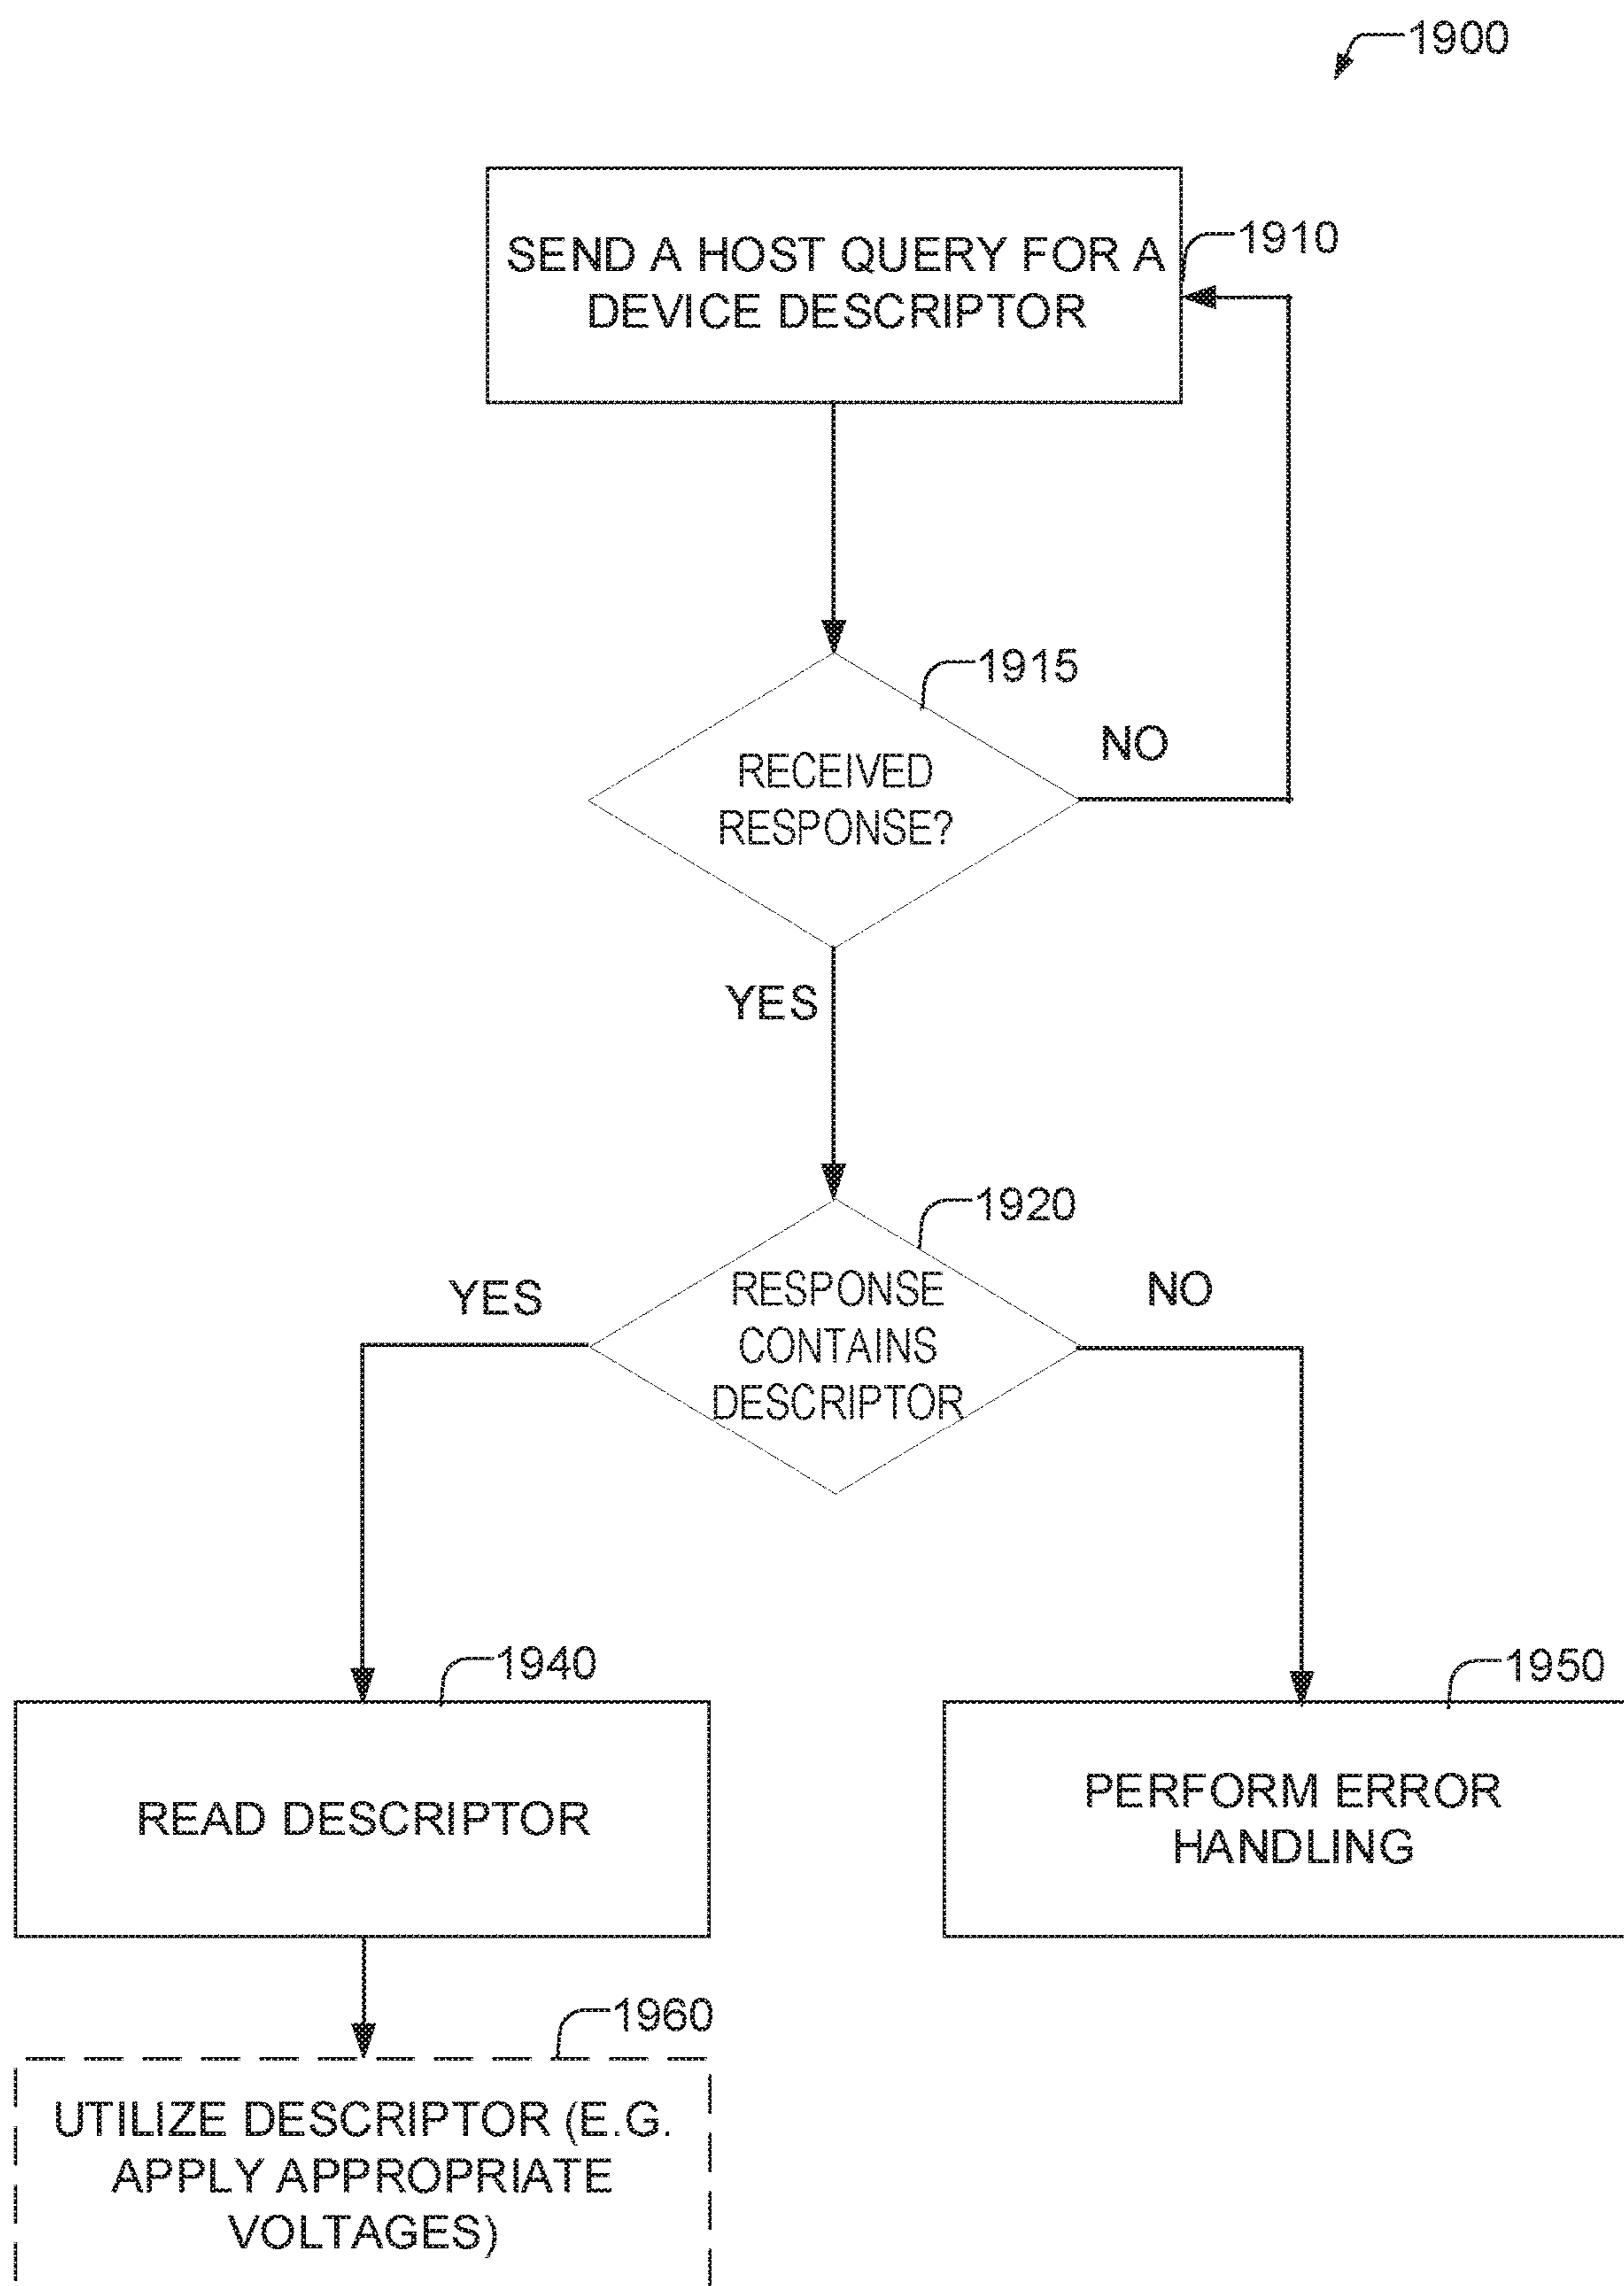 1900
SEND A HOST QUERY FOR A
DEVICE DESCRIPTOR
1910
1915
RECEIVED
RESPONSE?
NO
YES
1920
RESPONSE
CONTAINS
DESCRIPTOR
YES
NO
1940
READ DESCRIPTOR
1950
PERFORM ERROR
HANDLING
1960
UTILIZE DESCRIPTOR (E.G.
APPLY APPROPRIATE
VOLTAGES)